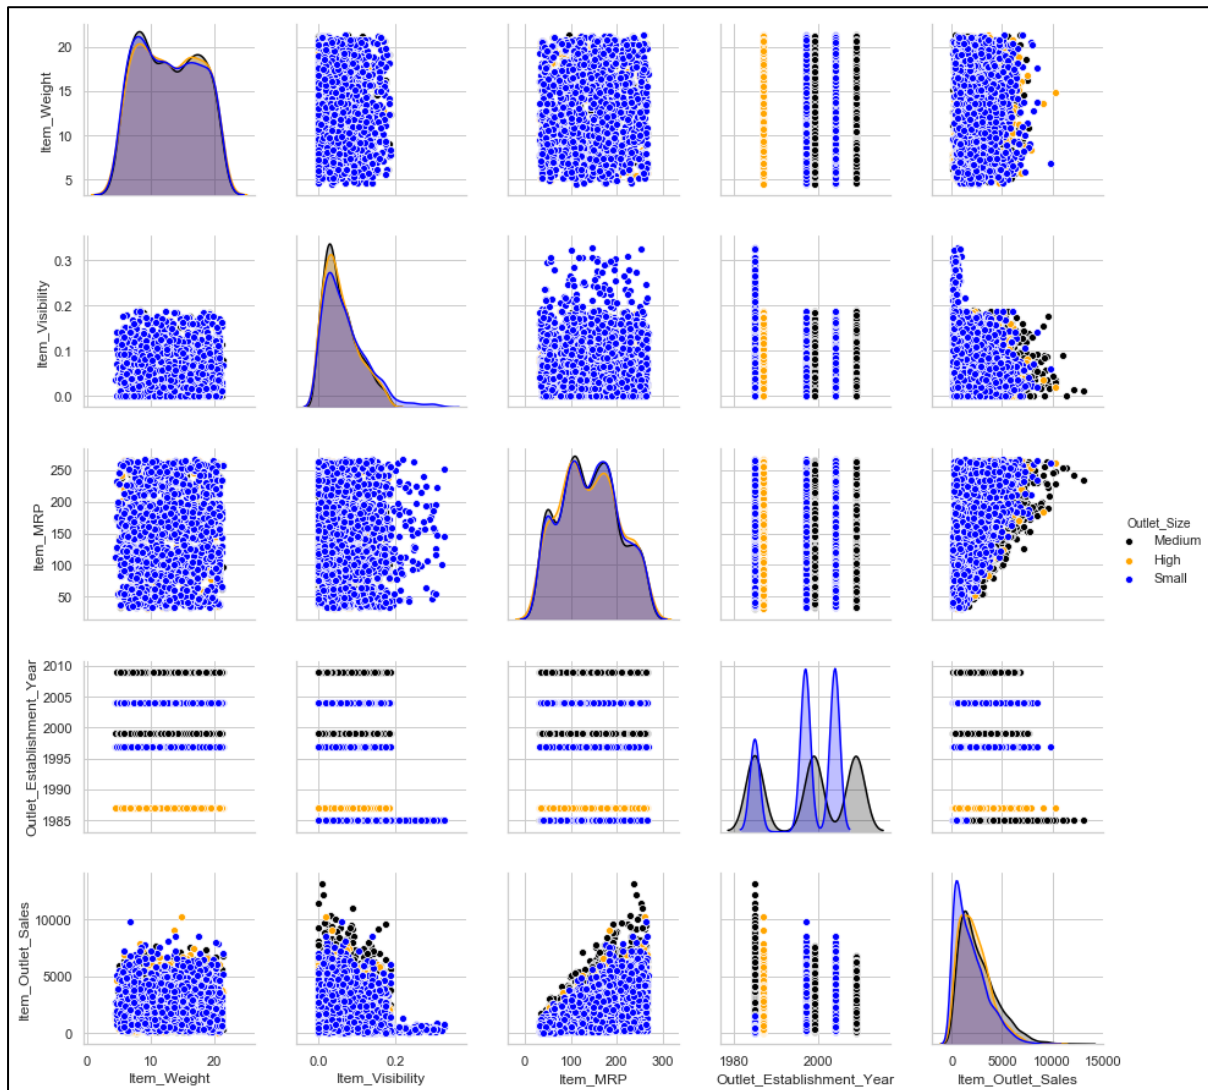 Item_Weight
20
15
10
5
Item_Visibility
0.3
0.2
0.1
0.0
Item_MRP
250
200
150
100
50
Outlet_Size
Medium
High
Small
Outlet_Establishment_Year
2010
2005
2000
1995
1990
1985
Item_Outlet_Sales
10000
5000
0
0 10 20
0.0 0.2
0 100 200 300
1980 2000
0 5000 10000 15000
Item_Weight
Item_Visibility
Item_MRP
Outlet_Establishment_Year
Item_Outlet_Sales